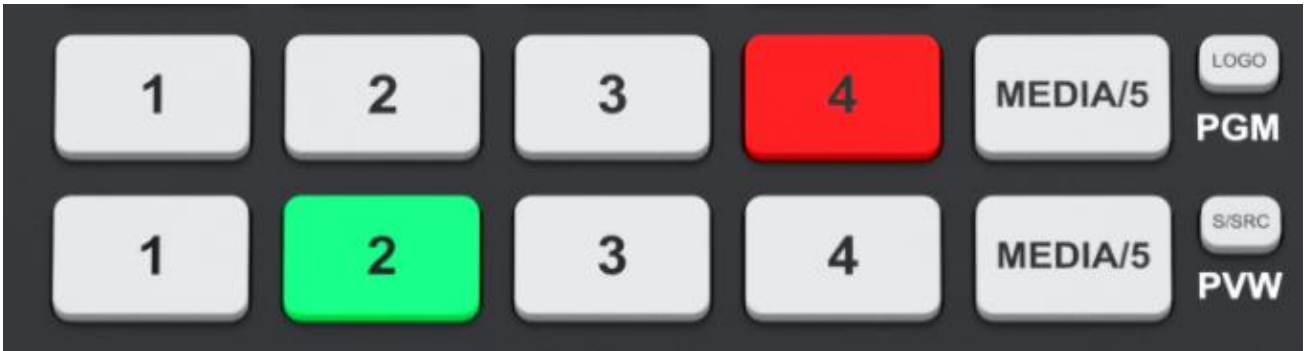 1 2 3 4 MEDIA/5 LOGO
PGM
1 2 3 4 MEDIA/5 S/SRC
PVW